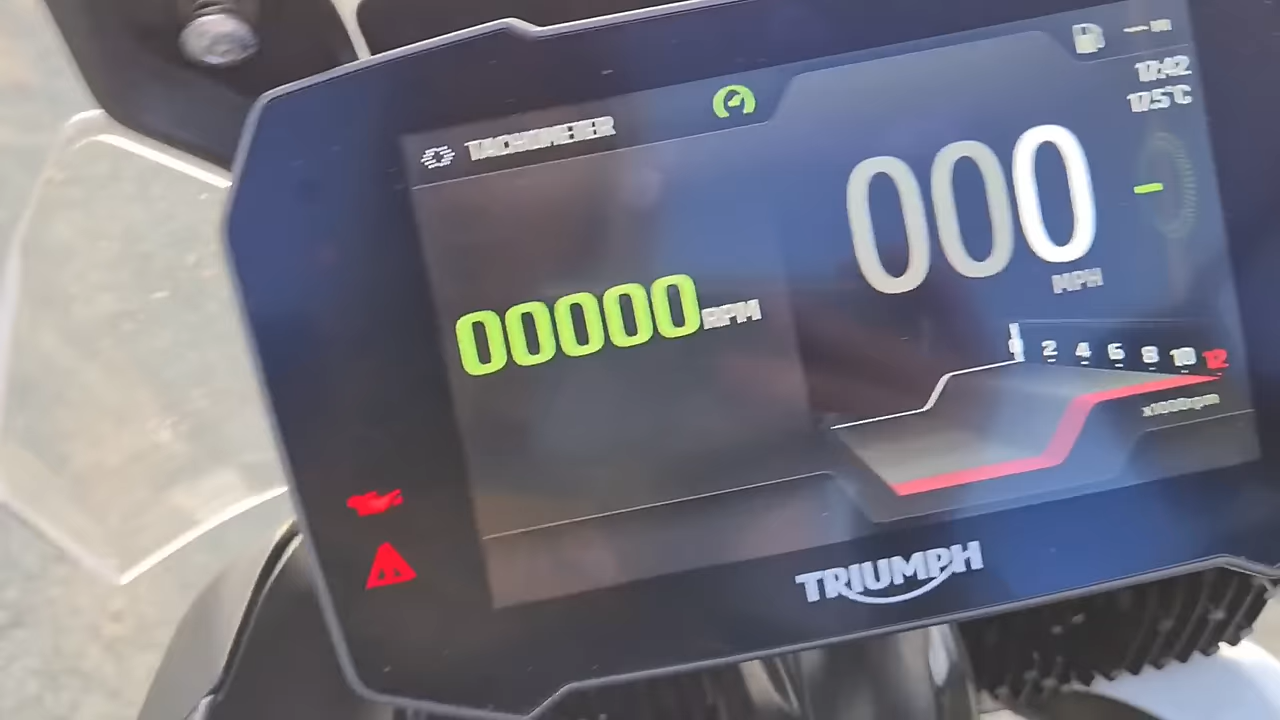 TACHOMETER
17:42
17.5°C
000
MPH
00000 RPM
0 2 4 6 8 10 12
x1000rpm
TRIUMPH